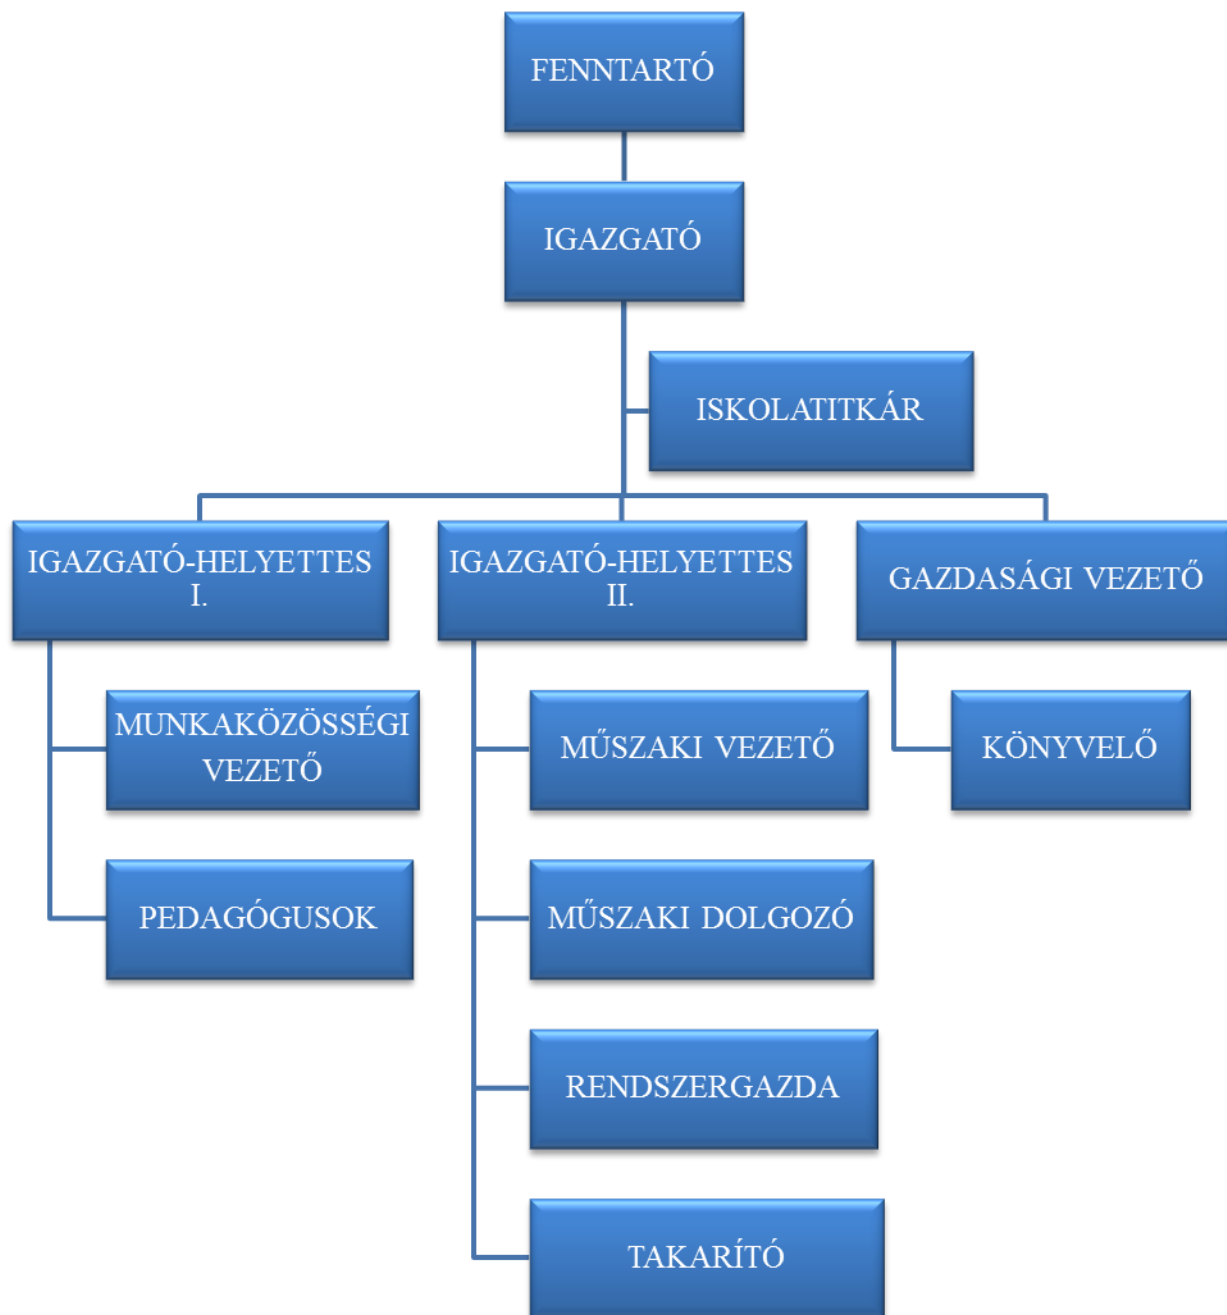 FENNTARTÓ
IGAZGATÓ
ISKOLATITKÁR
IGAZGATÓ-HELYETTES
I.
IGAZGATÓ-HELYETTES
II.
GAZDASÁGI VEZETŐ
MUNKAKÖZÖSSÉGI
VEZETŐ
PEDAGÓGUSOK
MŰSZAKI VEZETŐ
MŰSZAKI DOLGOZÓ
RENDSZERGAZDA
TAKARÍTÓ
KÖNYVELŐ